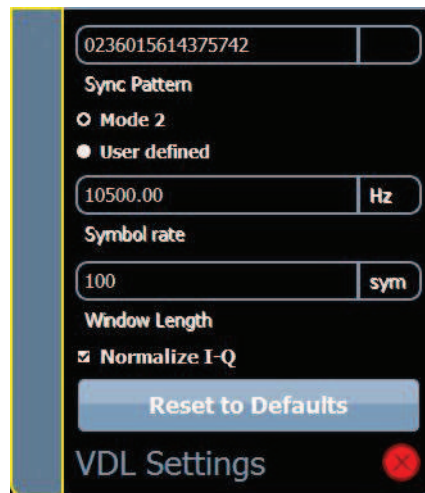 0236015614375742
Sync Pattern
Mode 2
User defined
10500.00 Hz
Symbol rate
100 sym
Window Length
Normalize I-Q
Reset to Defaults
VDL Settings